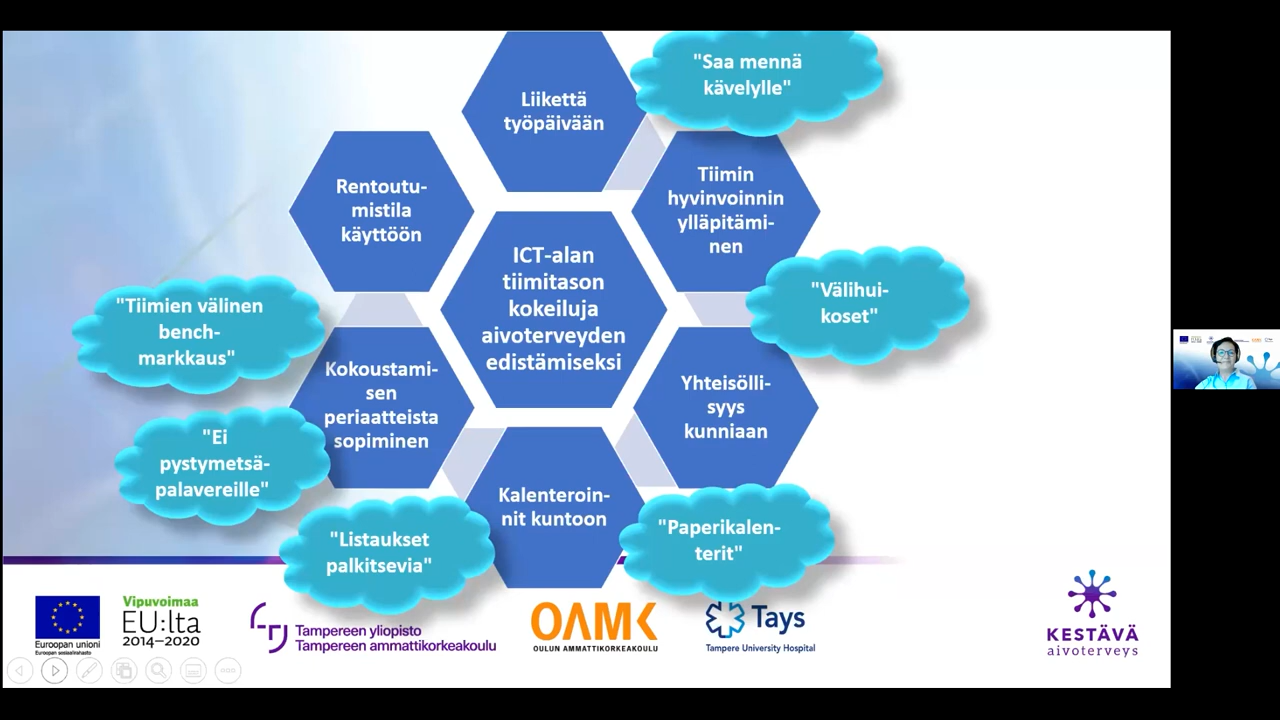 Liikettä
työpäivään
"Saa mennä
kävelylle"
Tiimin
hyvinvoinnin
ylläpitämi-
nen
"Välihui-
koset"
Yhteisölli-
syys
kunniaan
"Paperikalen-
terit"
Kalenteroin-
nit kuntoon
"Listaukset
palkitsevia"
Kokoustami-
sen
periaatteista
sopiminen
"Ei
pystymetsä-
palavereille"
"Tiimien välinen
bench-
markkaus"
Rentoutu-
mistila
käyttöön
ICT-alan
tiimitason
kokeiluja
aivoterveyden
edistämiseksi
Euroopan unioni
Euroopan sosiaalirahasto
Vipuvoimaa
EU:lta
2014–2020
Tampereen yliopisto
Tampereen ammattikorkeakoulu
OAMK
OULUN AMMATTIKORKEAKOULU
Tays
Tampere University Hospital
KESTÄVÄ
aivoterveys